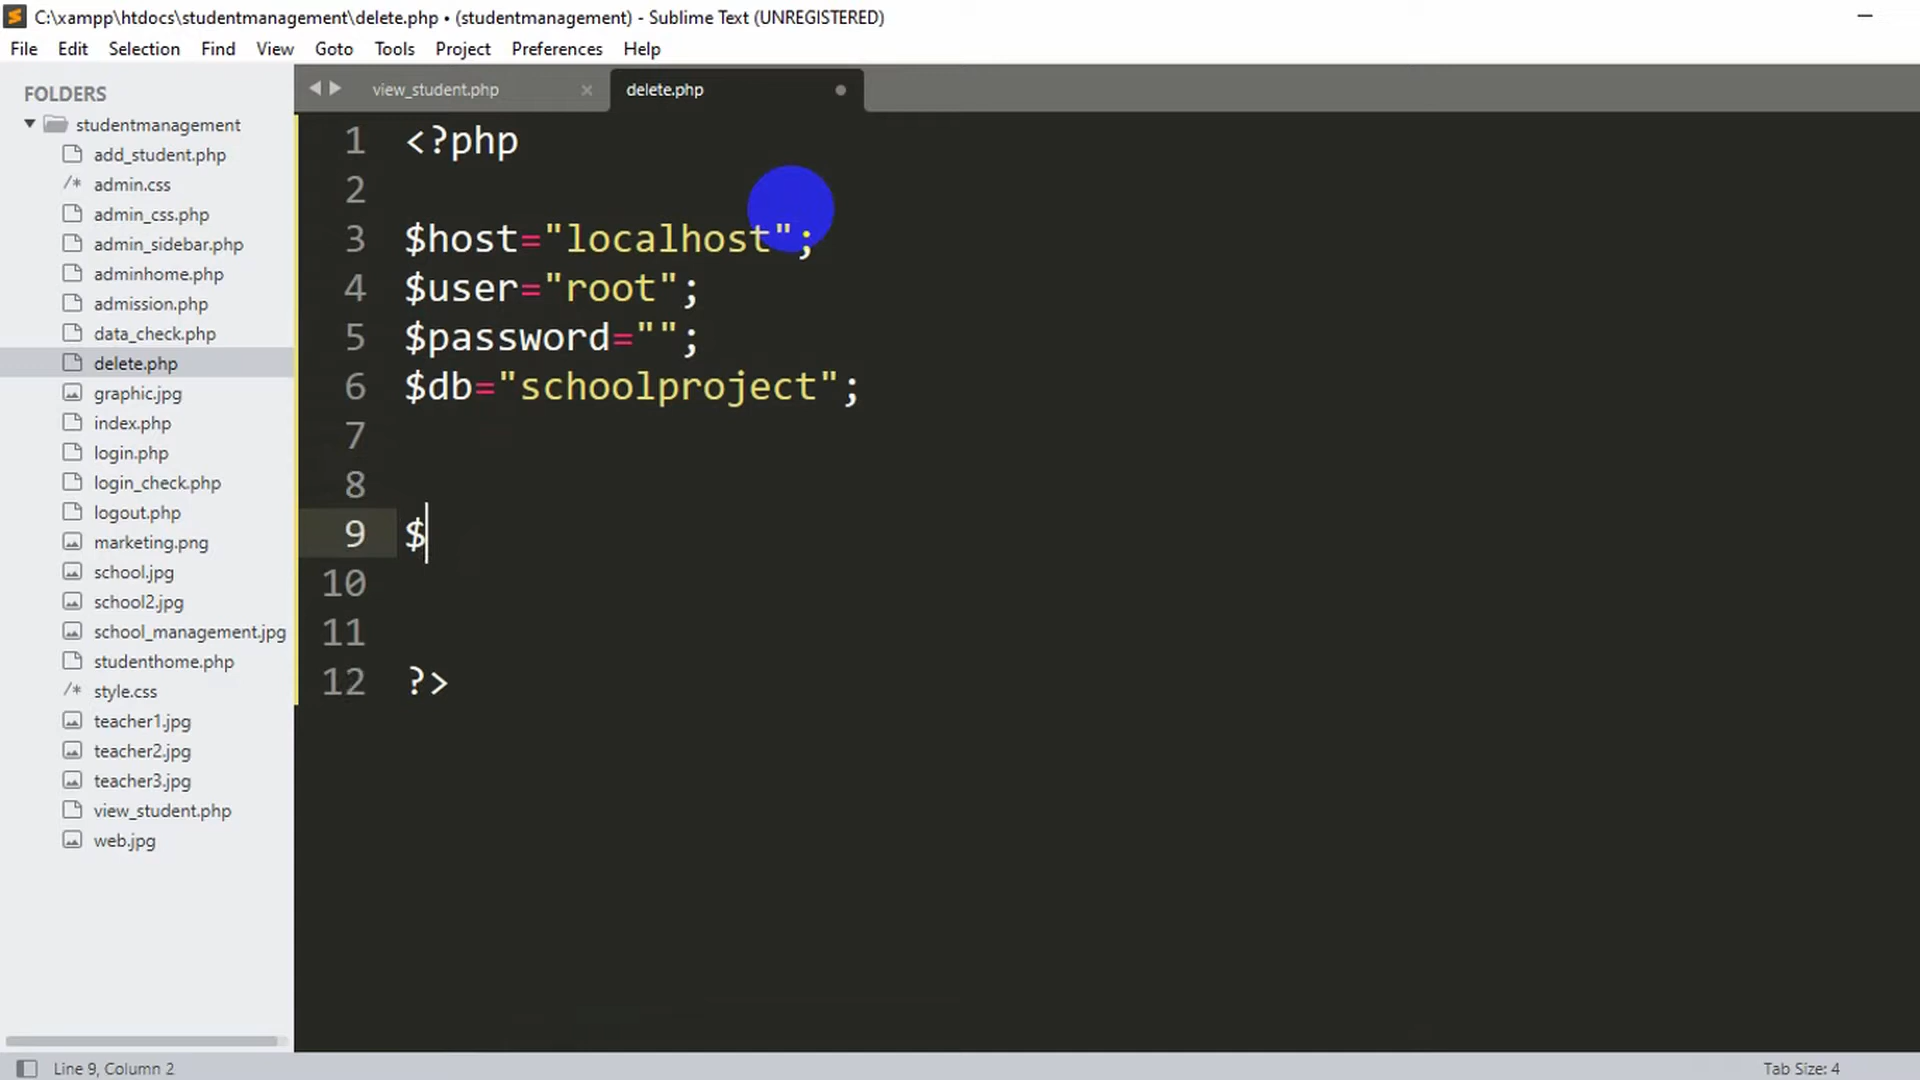 C:\xampp\htdocs\studentmanagement\delete.php • (studentmanagement) - Sublime Text (UNREGISTERED)
File Edit Selection Find View Goto Tools Project Preferences Help
FOLDERS
studentmanagement
add_student.php
/* admin.css
admin_css.php
admin_sidebar.php
adminhome.php
admission.php
data_check.php
delete.php
graphic.jpg
index.php
login.php
login_check.php
logout.php
marketing.png
school.jpg
school2.jpg
school_management.jpg
studenthome.php
/* style.css
teacher1.jpg
teacher2.jpg
teacher3.jpg
view_student.php
web.jpg
view_student.php × delete.php
1 <?php
2
3 $host="localhost";
4 $user="root";
5 $password="";
6 $db="schoolproject";
7
8
9 $
10
11
12 ?>
Line 9, Column 2 Tab Size: 4